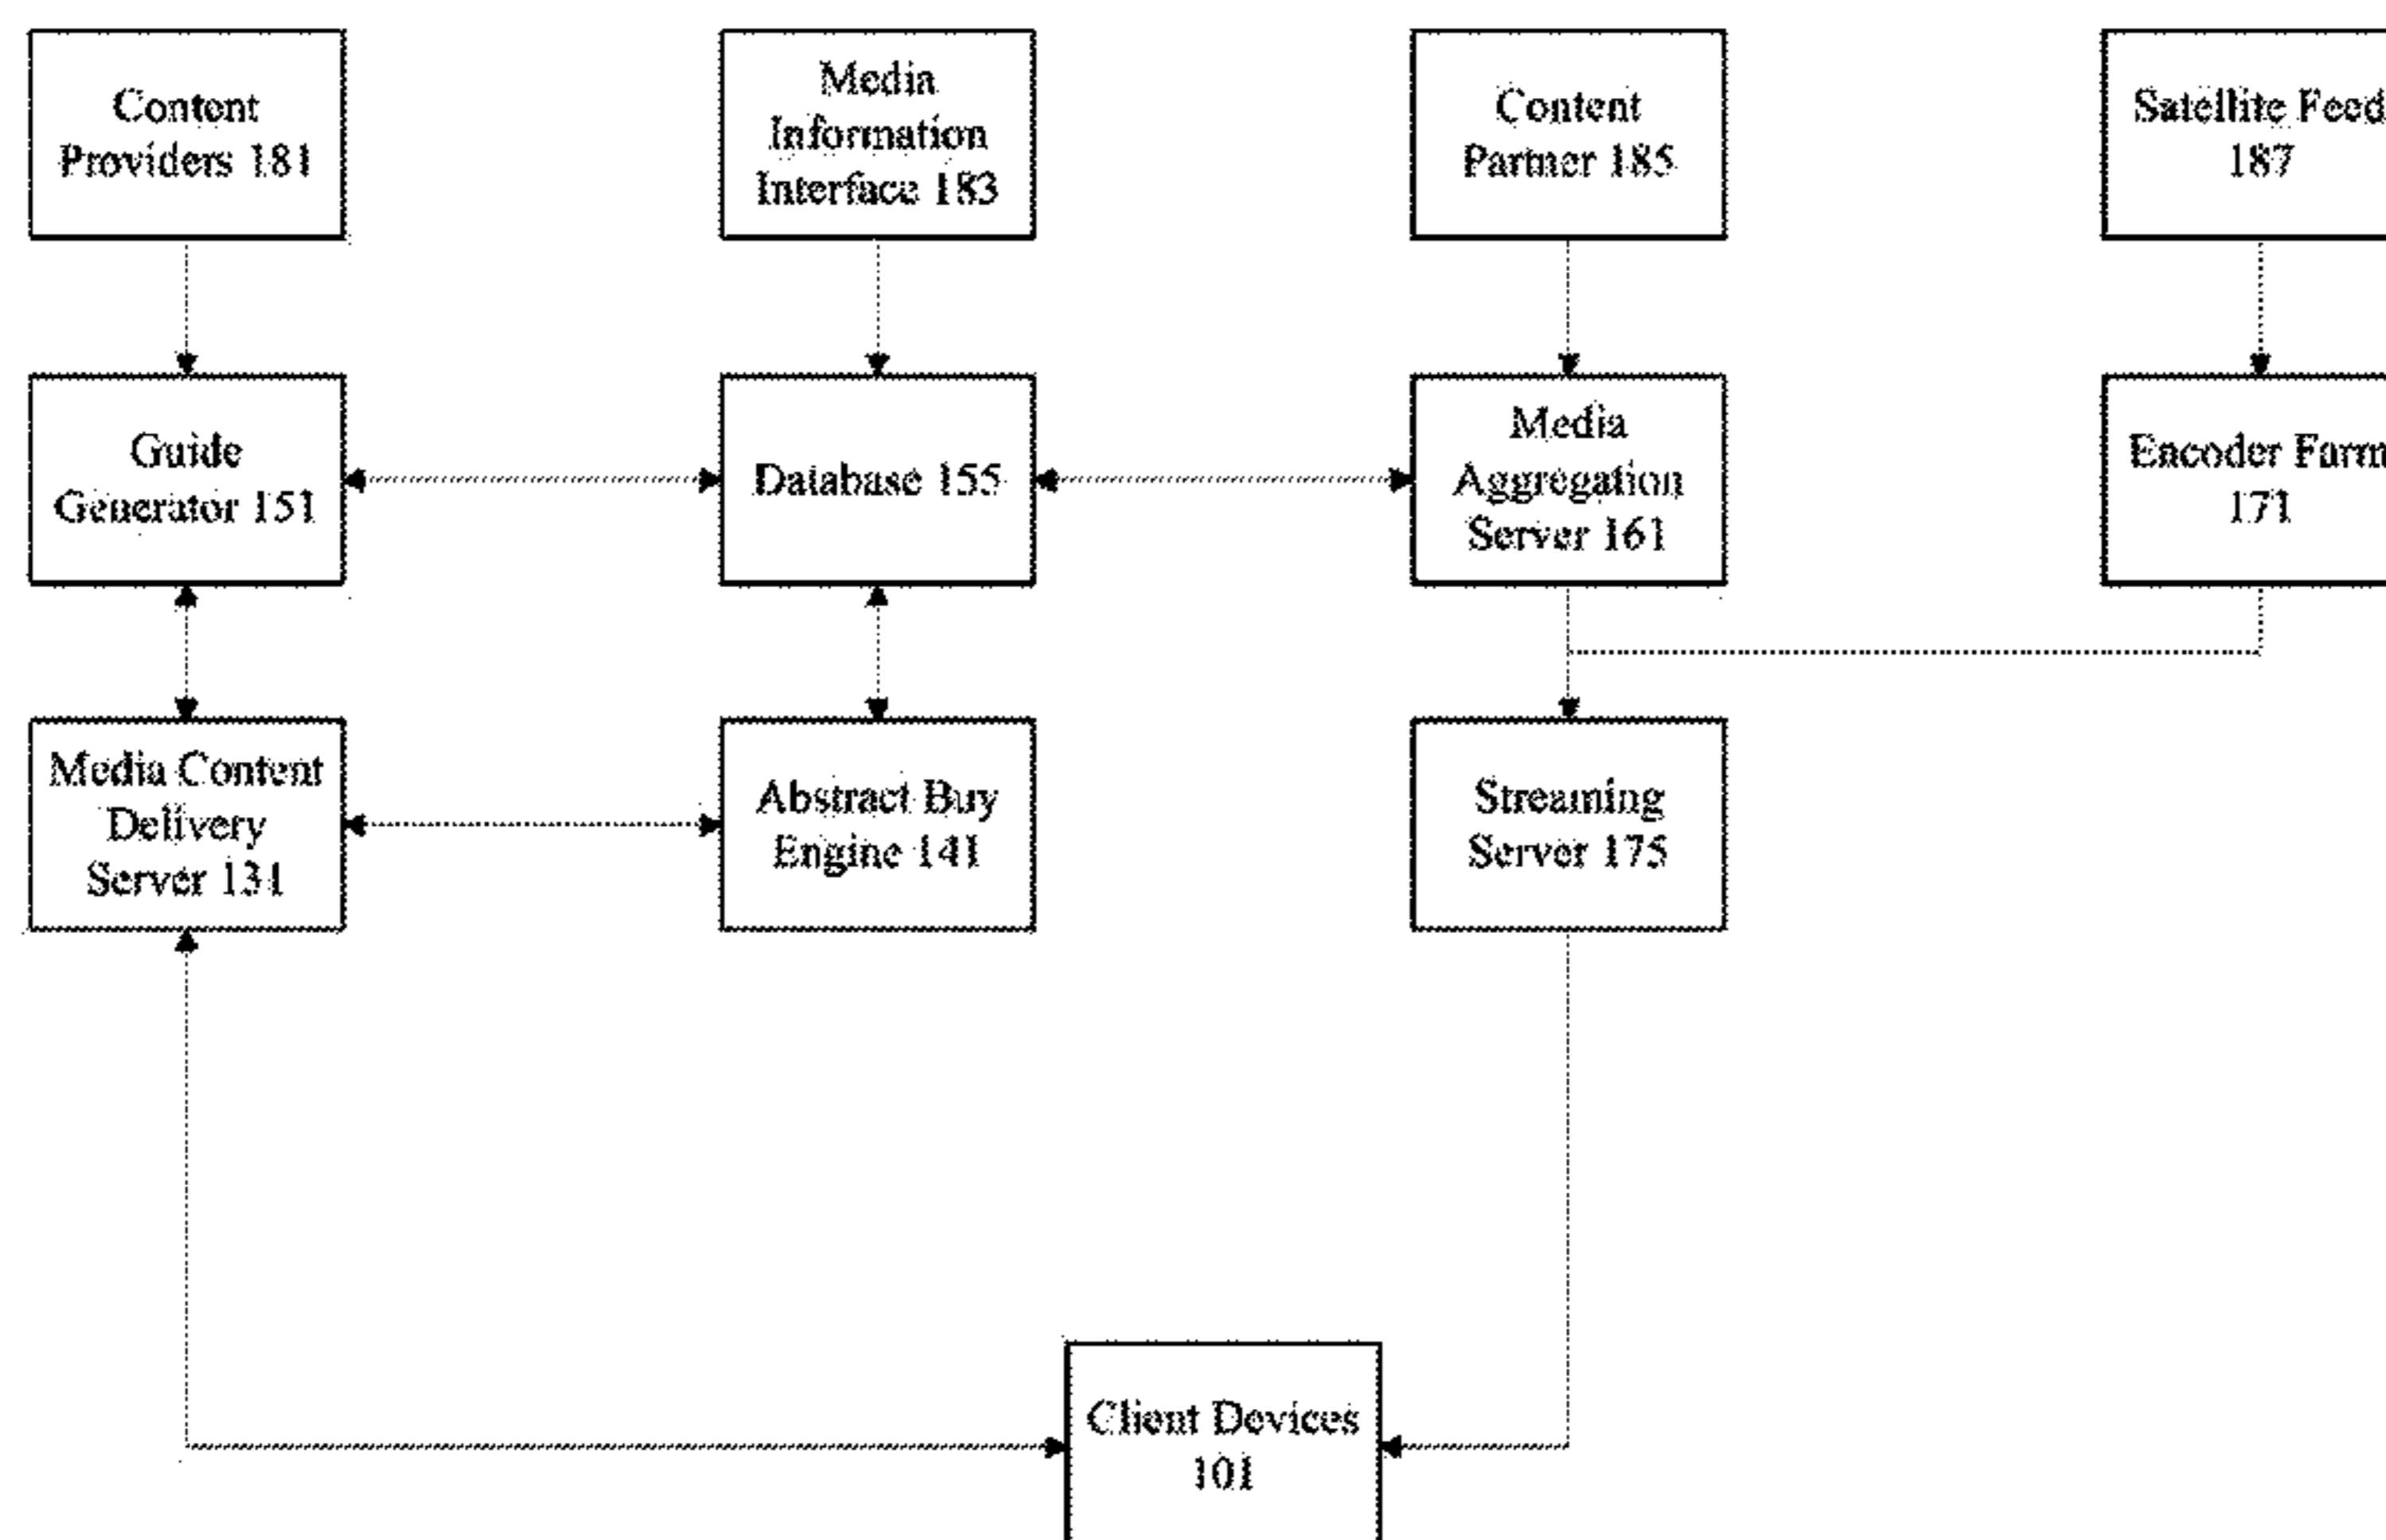 Content
Providers 181
Media
Information
Interface 183
Content
Partner 185
Satellite Feed
187
Guide
Generator 151
Database 155
Media
Aggregation
Server 161
Encoder Farm
171
Media Content
Delivery
Server 131
Abstract Buy
Engine 141
Streaming
Server 175
Client Devices
101